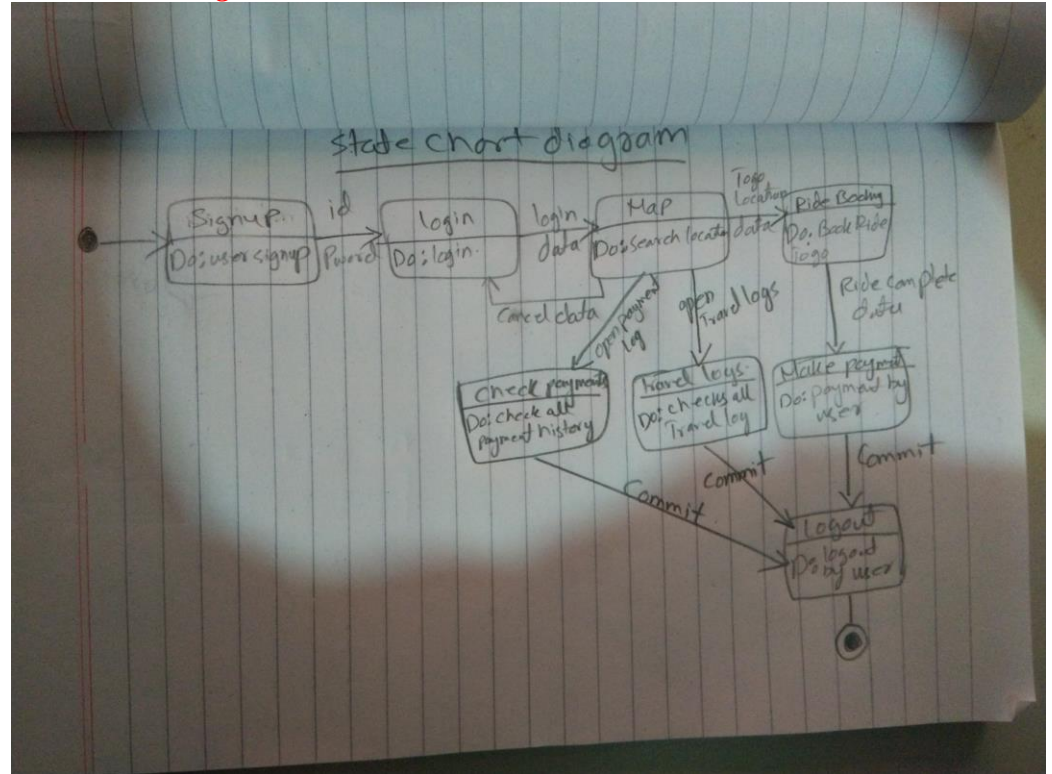 state chart diagram
Signup
Do: user signup
id
Pword
login
Do: login.
login
data
Map
Do: search locatio
Togo
Location
data
Ride Booking
Do: Book Ride
togo
Cancel data
open payment
log
open
Travel logs
Ride complete
data
Check payments
Do: check all
payment history
travel logs.
Do: checks all
Travel log
Make payment
Do: payment by
user
Commit
Commit
Commit
Logout
Do: logout
by user